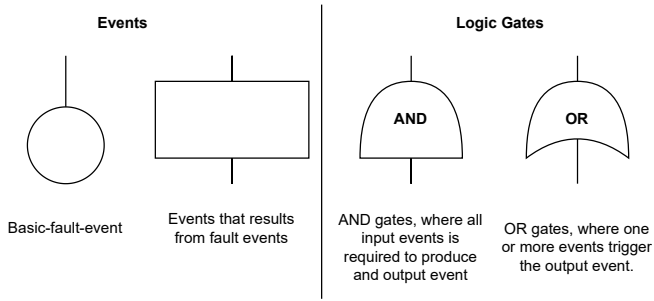 Events
Logic Gates
AND
OR
Basic-fault-event
Events that results
from fault events
AND gates, where all
input events is
required to produce
and output event
OR gates, where one
or more events trigger
the output event.